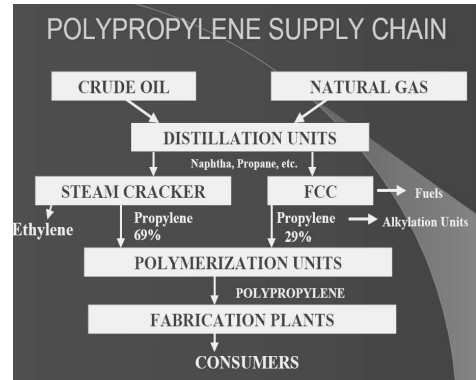 POLYPROPYLENE SUPPLY CHAIN
CRUDE OIL
NATURAL GAS
DISTILLATION UNITS
Naphtha, Propane, etc.
STEAM CRACKER
FCC
Fuels
Ethylene
Propylene
69%
Propylene
29%
Alkylation Units
POLYMERIZATION UNITS
POLYPROPYLENE
FABRICATION PLANTS
CONSUMERS